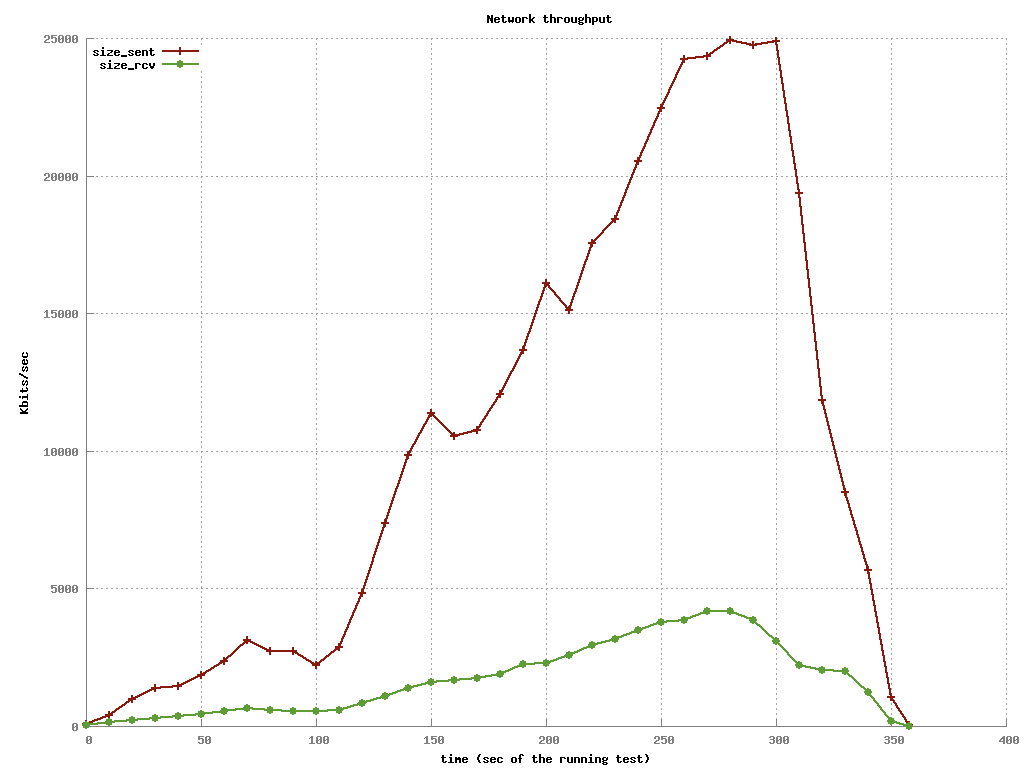 Network throughput
25000
size_sent
size_rcv
20000
15000
Kbits/sec
10000
5000
0
0 50 100 150 200 250 300 350 400
time (sec of the running test)